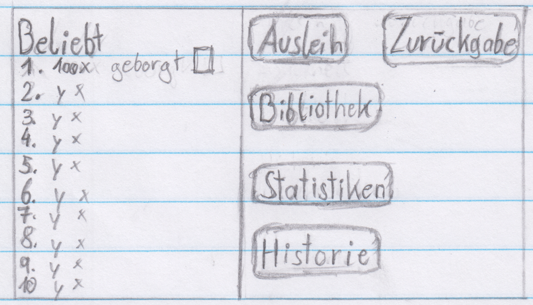 Beliebt
1. 100x geborgt
2. y x
3. y x
4. y x
5. y x
6. y x
7. y x
8. y x
9. y x
10 y x
Ausleih Zurückgabe
Bibliothek
Statistiken
Historie